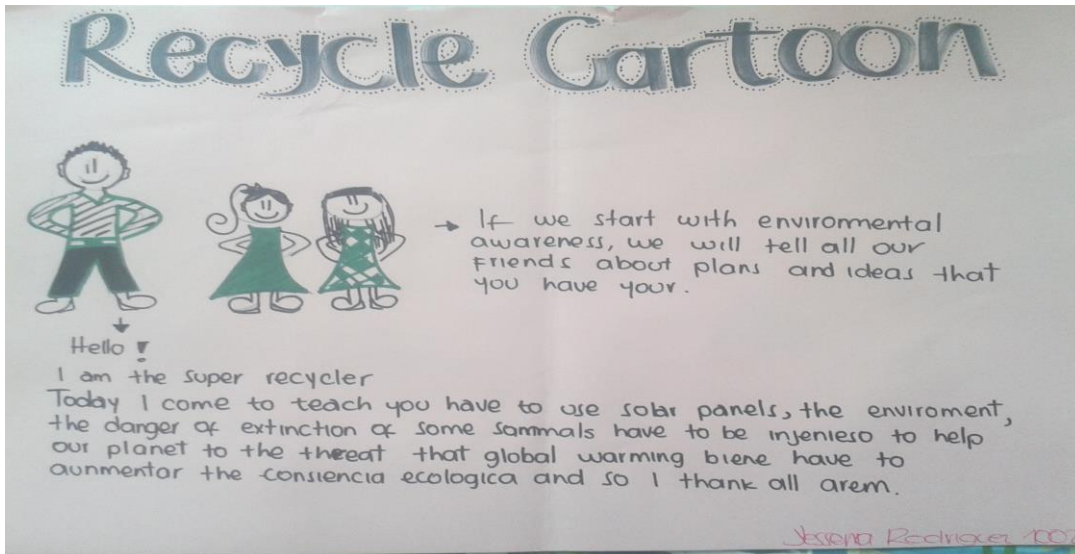 Recycle Cartoon
If we start with enviromental
awareness, we will tell all our
friends about plans and ideas that
you have your.
Hello!
I am the super recycler
Today I come to teach you have to use solar panels, the enviroment,
the danger of extinction of some sammals have to be injenieso to help
our planet to the threat that global warming biene have to
aunmentar the consiencia ecologica and so I thank all arem.
Rodriguez 1007